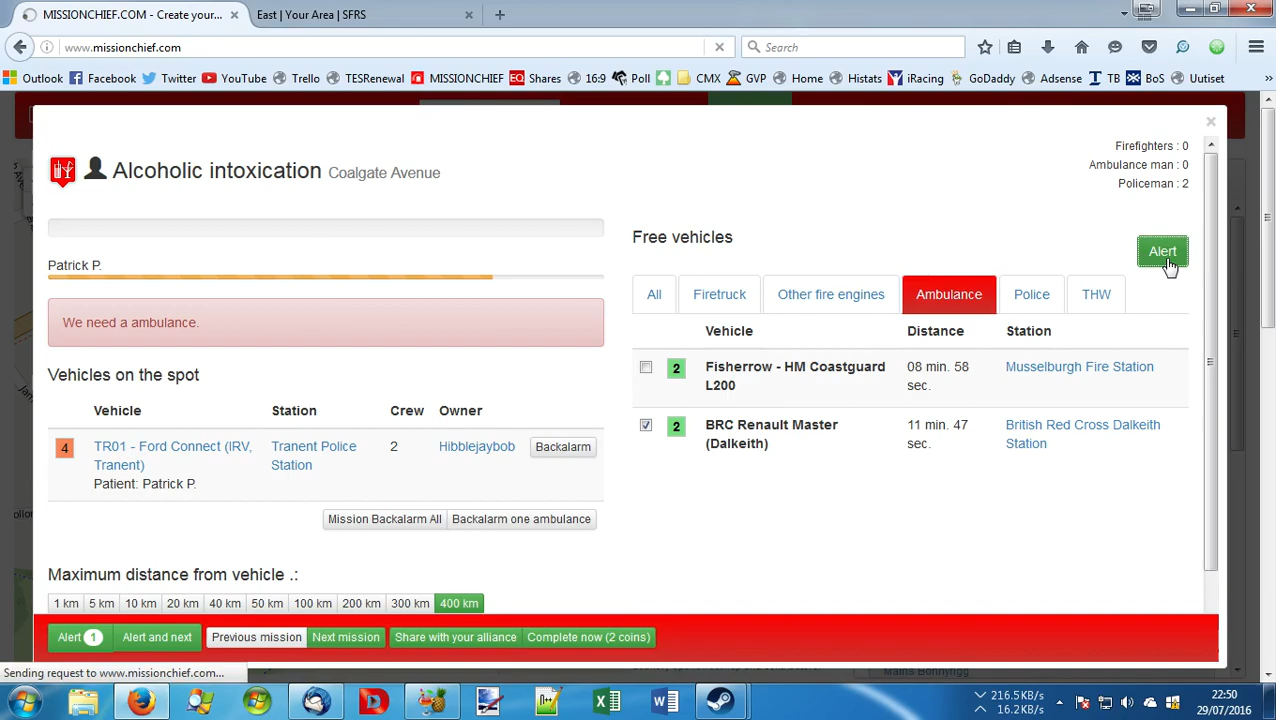 MISSIONCHIEF.COM - Create your... ×
East | Your Area | SFRS ×
www.missionchief.com
Search
Outlook Facebook Twitter YouTube Trello TESRenewal MISSIONCHIEF EQ Shares 16:9 Poll CMX GVP Home Histats iRacing GoDaddy Adsense TB BoS Uutiset »
×
Firefighters : 0
Ambulance man : 0
Policeman : 2
Alcoholic intoxication Coalgate Avenue
Free vehicles
Alert
Patrick P.
We need a ambulance.
All Firetruck Other fire engines Ambulance Police THW
Vehicle Distance Station
2 Fisherrow - HM Coastguard L200 08 min. 58 sec. Musselburgh Fire Station
2 BRC Renault Master (Dalkeith) 11 min. 47 sec. British Red Cross Dalkeith Station
Vehicles on the spot
Vehicle Station Crew Owner
4 TR01 - Ford Connect (IRV, Tranent) Tranent Police Station 2 Hibblejaybob Backalarm
Patient: Patrick P.
Mission Backalarm All Backalarm one ambulance
Maximum distance from vehicle .:
1 km 5 km 10 km 20 km 40 km 50 km 100 km 200 km 300 km 400 km
Alert 1 Alert and next Previous mission Next mission Share with your alliance Complete now (2 coins)
Sending request to www.missionchief.com...
216.5KB/s
16.2KB/s
22:50
29/07/2016